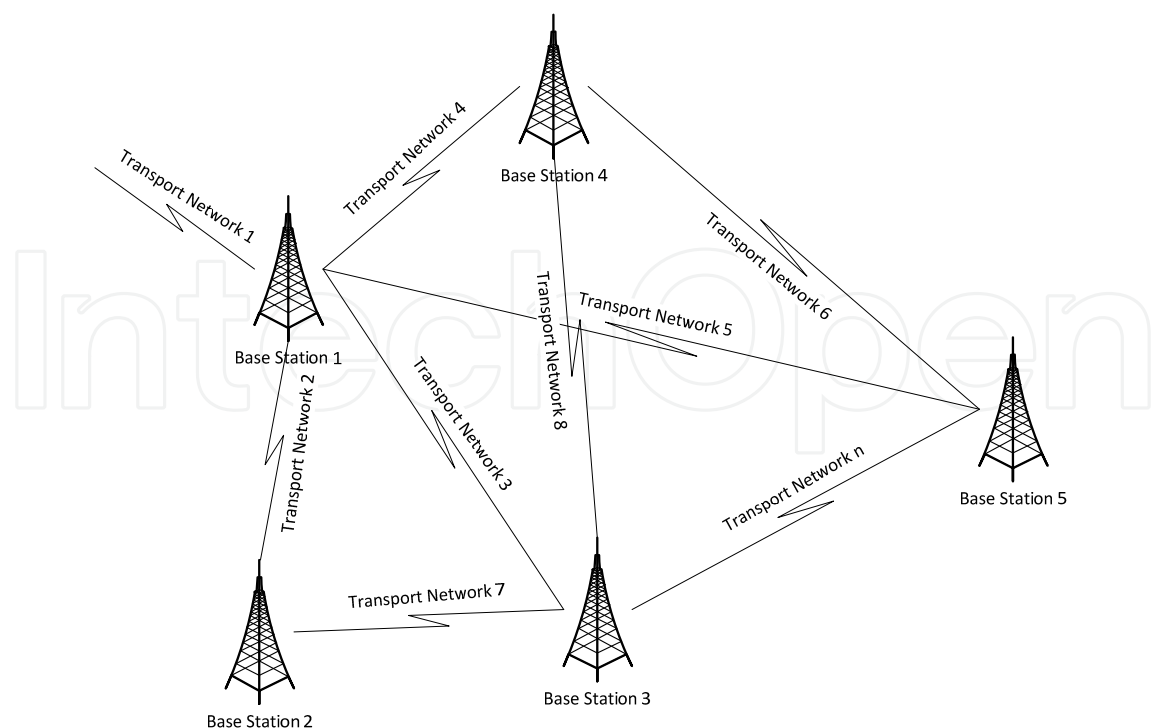 Transport Network 4
Base Station 4
Transport Network 1
Transport Network 6
Transport Network 5
Transport Network 8
Base Station 1
Transport Network 2
Transport Network 3
Transport Network n
Base Station 5
Transport Network 7
Base Station 3
Base Station 2
IntechOpen